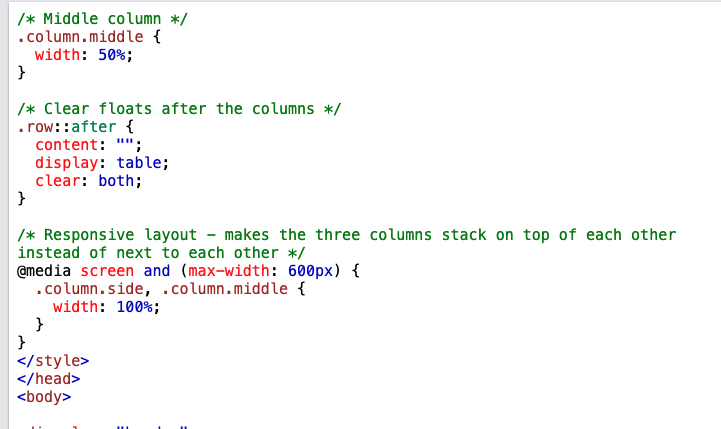 /* Middle column */
.column.middle {
  width: 50%;
}

/* Clear floats after the columns */
.row::after {
  content: "";
  display: table;
  clear: both;
}

/* Responsive layout - makes the three columns stack on top of each other
instead of next to each other */
@media screen and (max-width: 600px) {
  .column.side, .column.middle {
    width: 100%;
  }
}
</style>
</head>
<body>